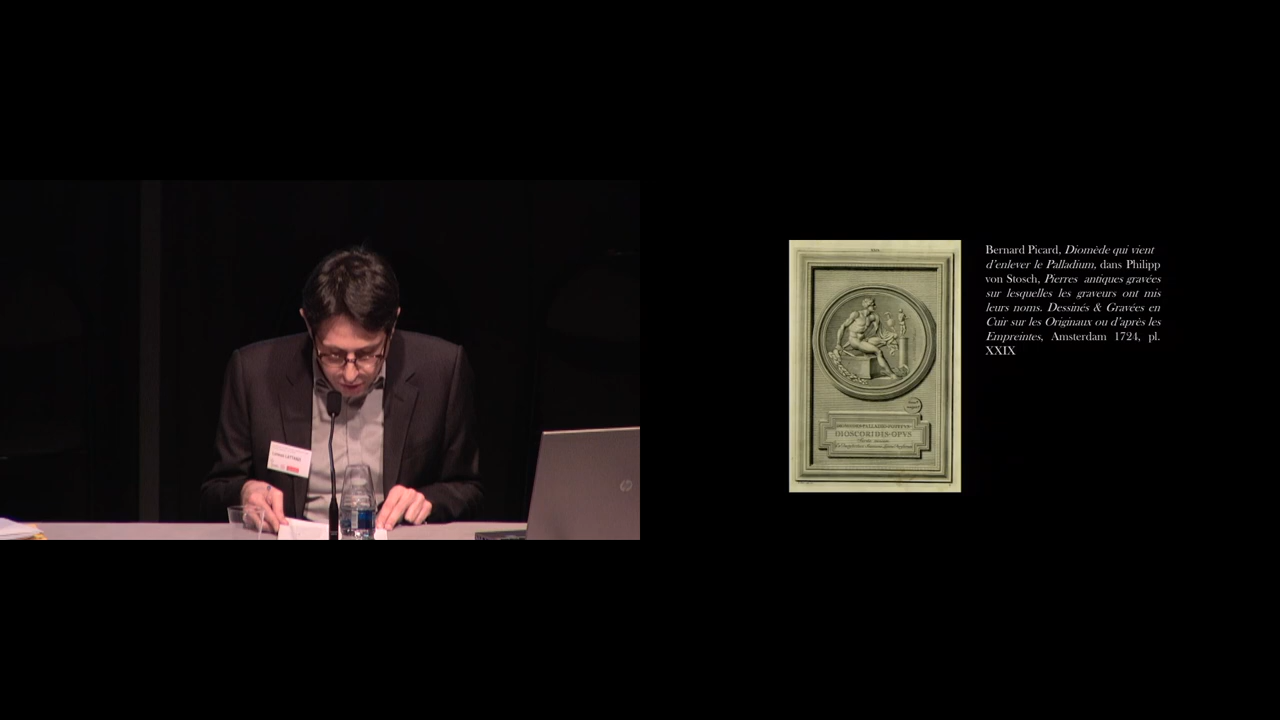 Bernard Picard, Diomède qui vient
d'enlever le Palladium, dans Philipp
von Stosch, Pierres antiques gravées
sur lesquelles les graveurs ont mis
leurs noms. Dessinés & Gravées en
Cuir sur les Originaux ou d'après les
Empreintes, Amsterdam 1724, pl.
XXIX
DIOSCORIDIS·OPVS
hp